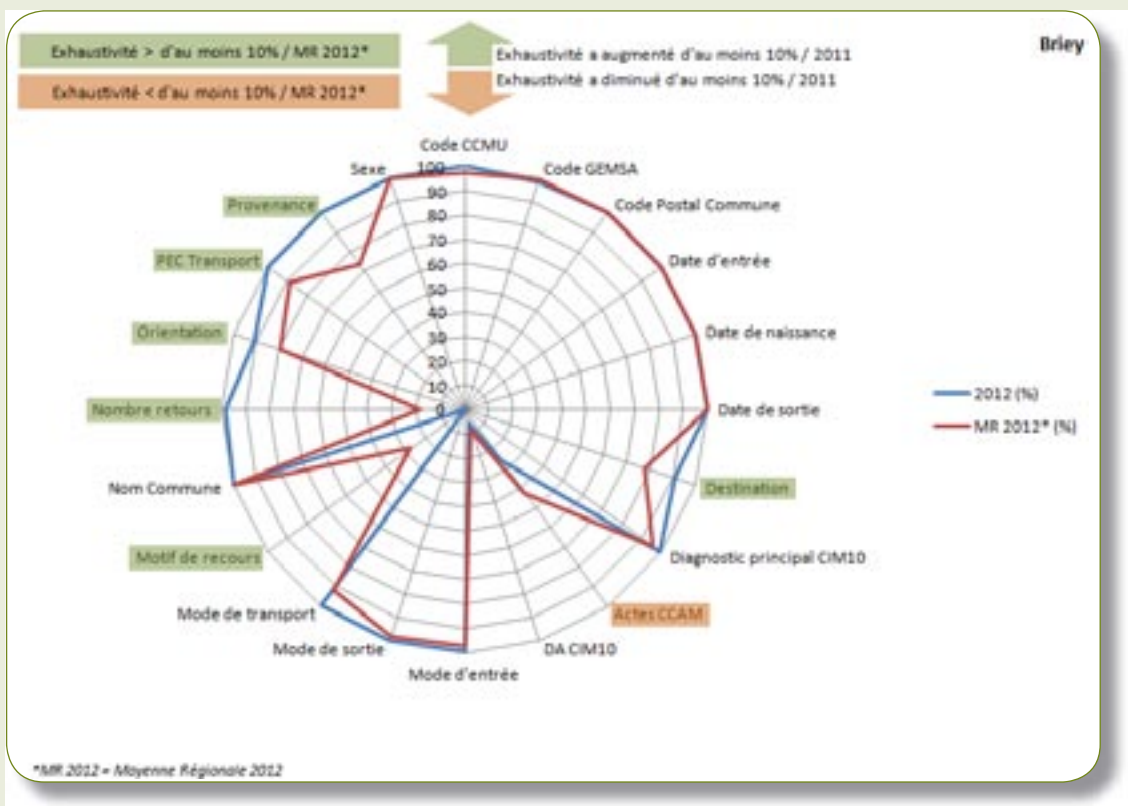 Exhaustivité > d'au moins 10% / MR 2012*
Exhaustivité < d'au moins 10% / MR 2012*
Exhaustivité a augmenté d'au moins 10% / 2011
Exhaustivité a diminué d'au moins 10% / 2011
Briey
Code CCMU
Sexe
Code GEMSA
Provenance
Code Postal Commune
PEC Transport
Date d'entrée
Orientation
Date de naissance
Nombre retours
Date de sortie
Nom Commune
Destination
Motif de recours
Diagnostic principal CIM10
Mode de transport
Actes CCAM
Mode de sortie
DA CIM10
Mode d'entrée
100
90
80
70
60
50
40
30
20
10
0
2012 (%)
MR 2012* (%)
*MR 2012 = Moyenne Régionale 2012